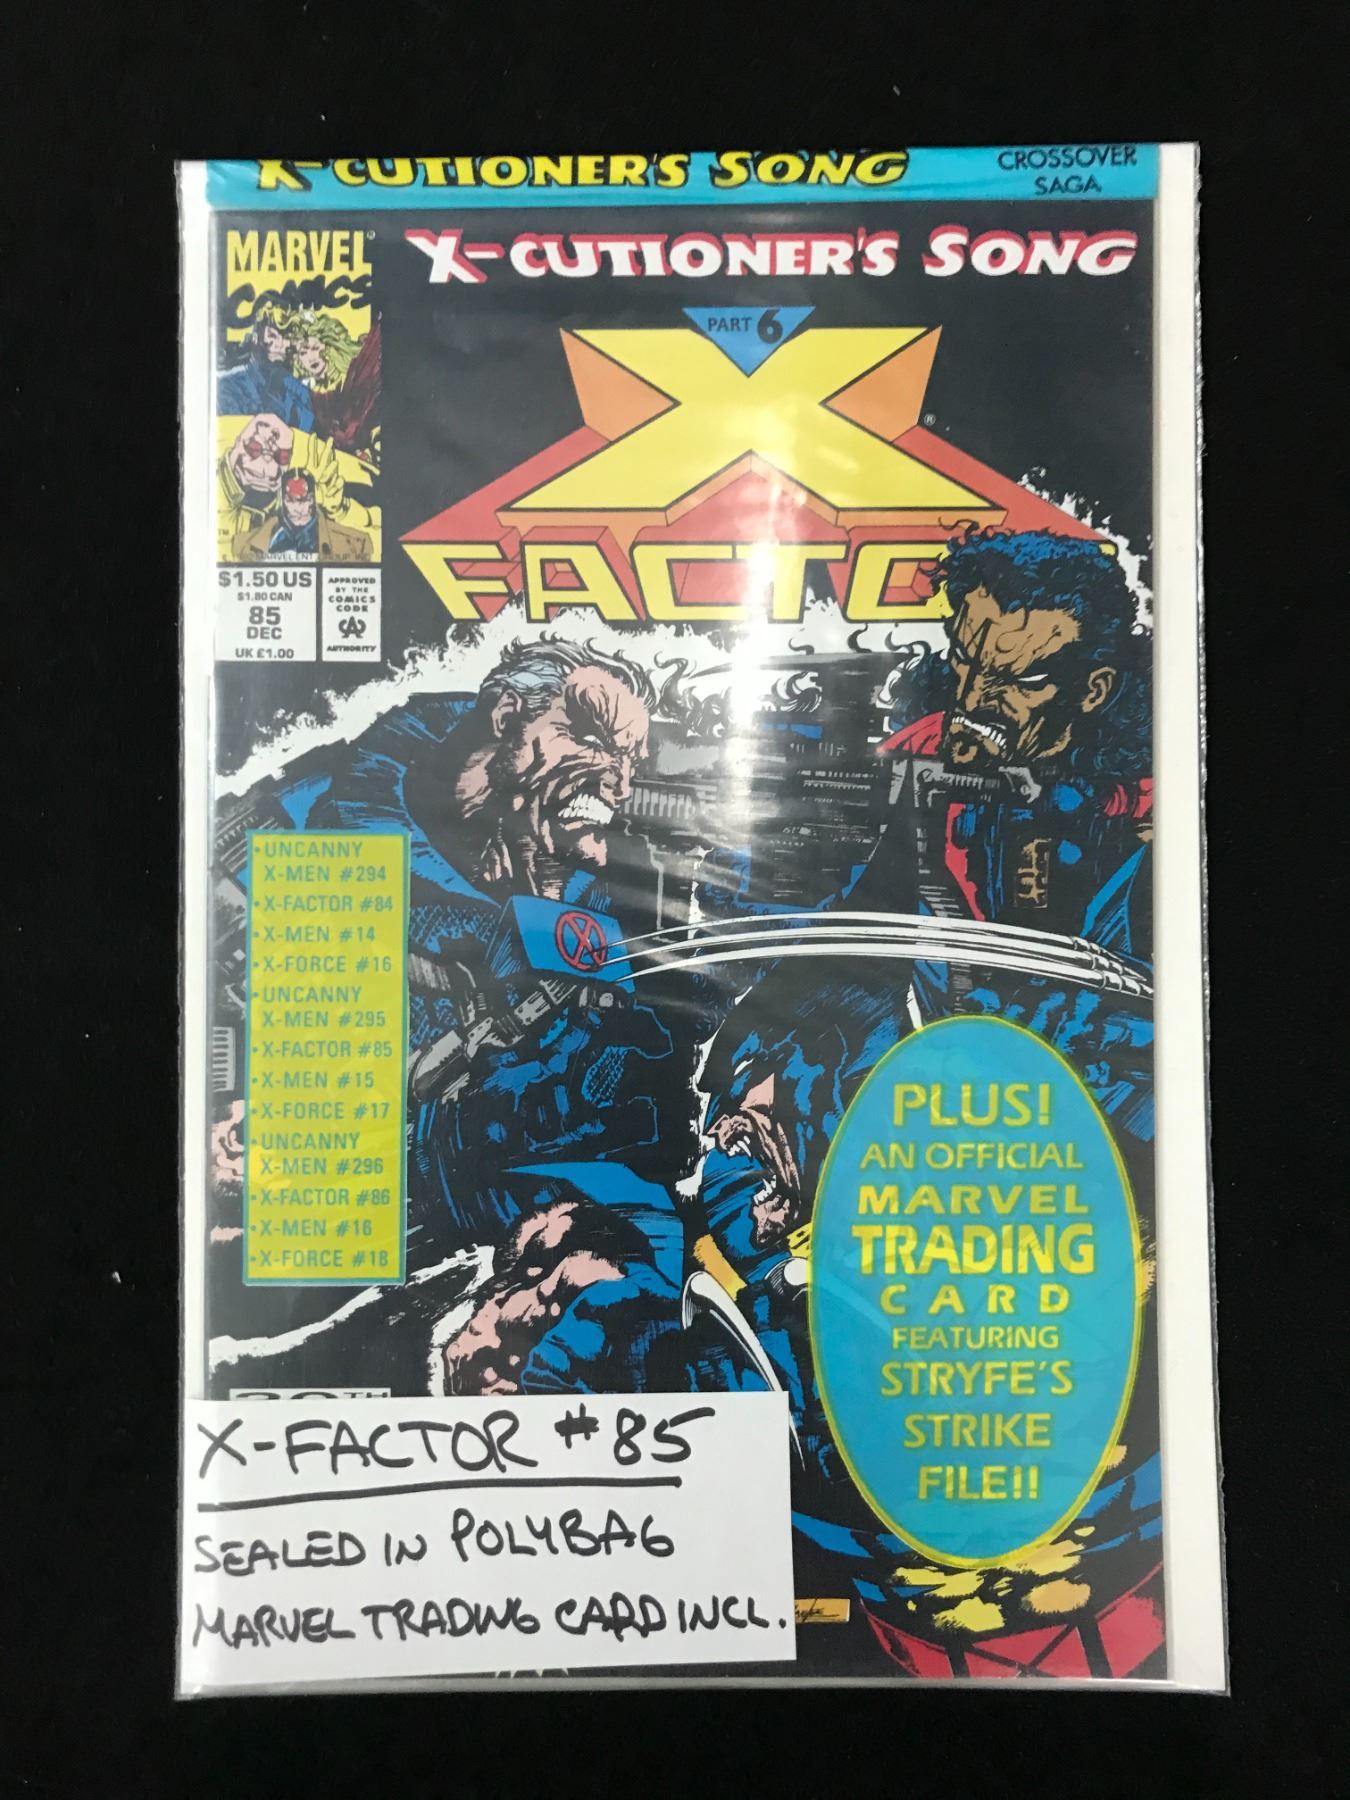 X-CUTIONER'S SONG
CROSSOVER
SAGA
MARVEL
COMICS
X-CUTIONER'S SONG
PART 6
X
®
FACTO
$1.50 US
$1.80 CAN
85
DEC
UK £1.00
APPROVED
BY THE
COMICS
CODE
CA
AUTHORITY
• UNCANNY
X-MEN #294
• X-FACTOR #84
• X-MEN #14
• X-FORCE #16
• UNCANNY
X-MEN #295
• X-FACTOR #85
• X-MEN #15
• X-FORCE #17
• UNCANNY
X-MEN #296
• X-FACTOR #86
• X-MEN #16
• X-FORCE #18
PLUS!
AN OFFICIAL
MARVEL
TRADING
CARD
FEATURING
STRYFE'S
STRIKE
FILE!!
30TH
X-FACTOR #85
SEALED IN POLYBAG
MARVEL TRADING CARD INCL.